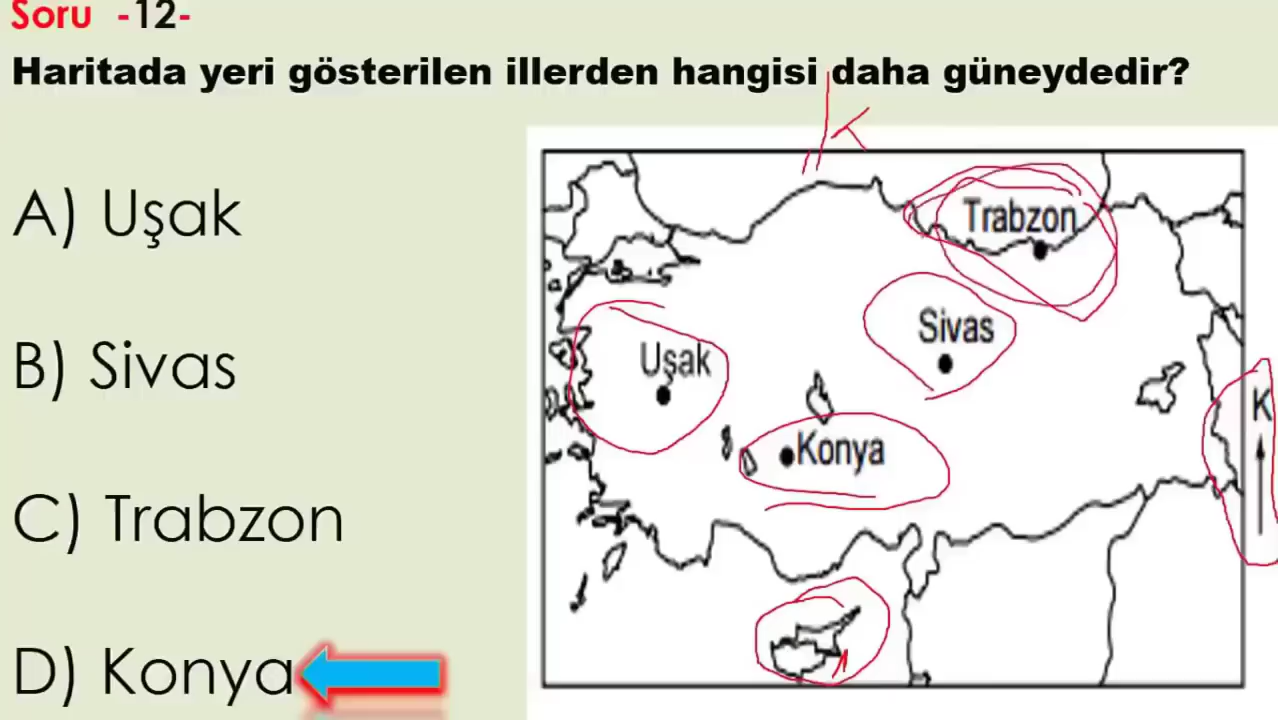 Soru -12-
Haritada yeri gösterilen illerden hangisi daha güneydedir?
K
A) Uşak
B) Sivas
C) Trabzon
D) Konya
Trabzon
Sivas
Uşak
K
Konya